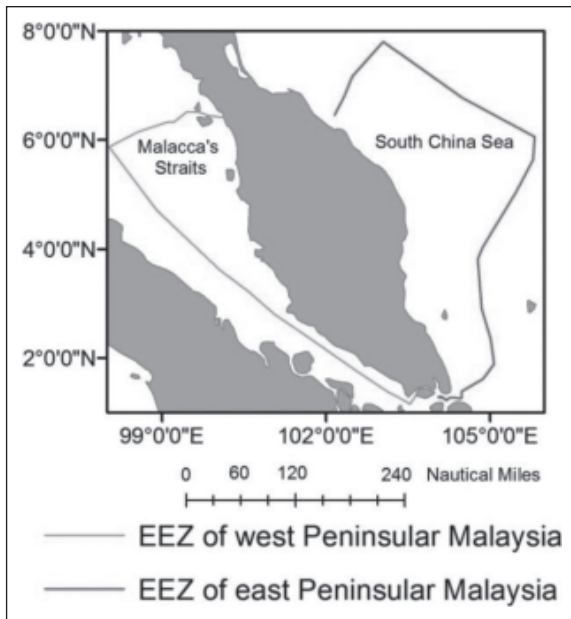 8°0'0"N
6°0'0"N
4°0'0"N
2°0'0"N
Malacca's
Straits
South China Sea
99°0'0"E
102°0'0"E
105°0'0"E
0 60 120 240 Nautical Miles
EEZ of west Peninsular Malaysia
EEZ of east Peninsular Malaysia